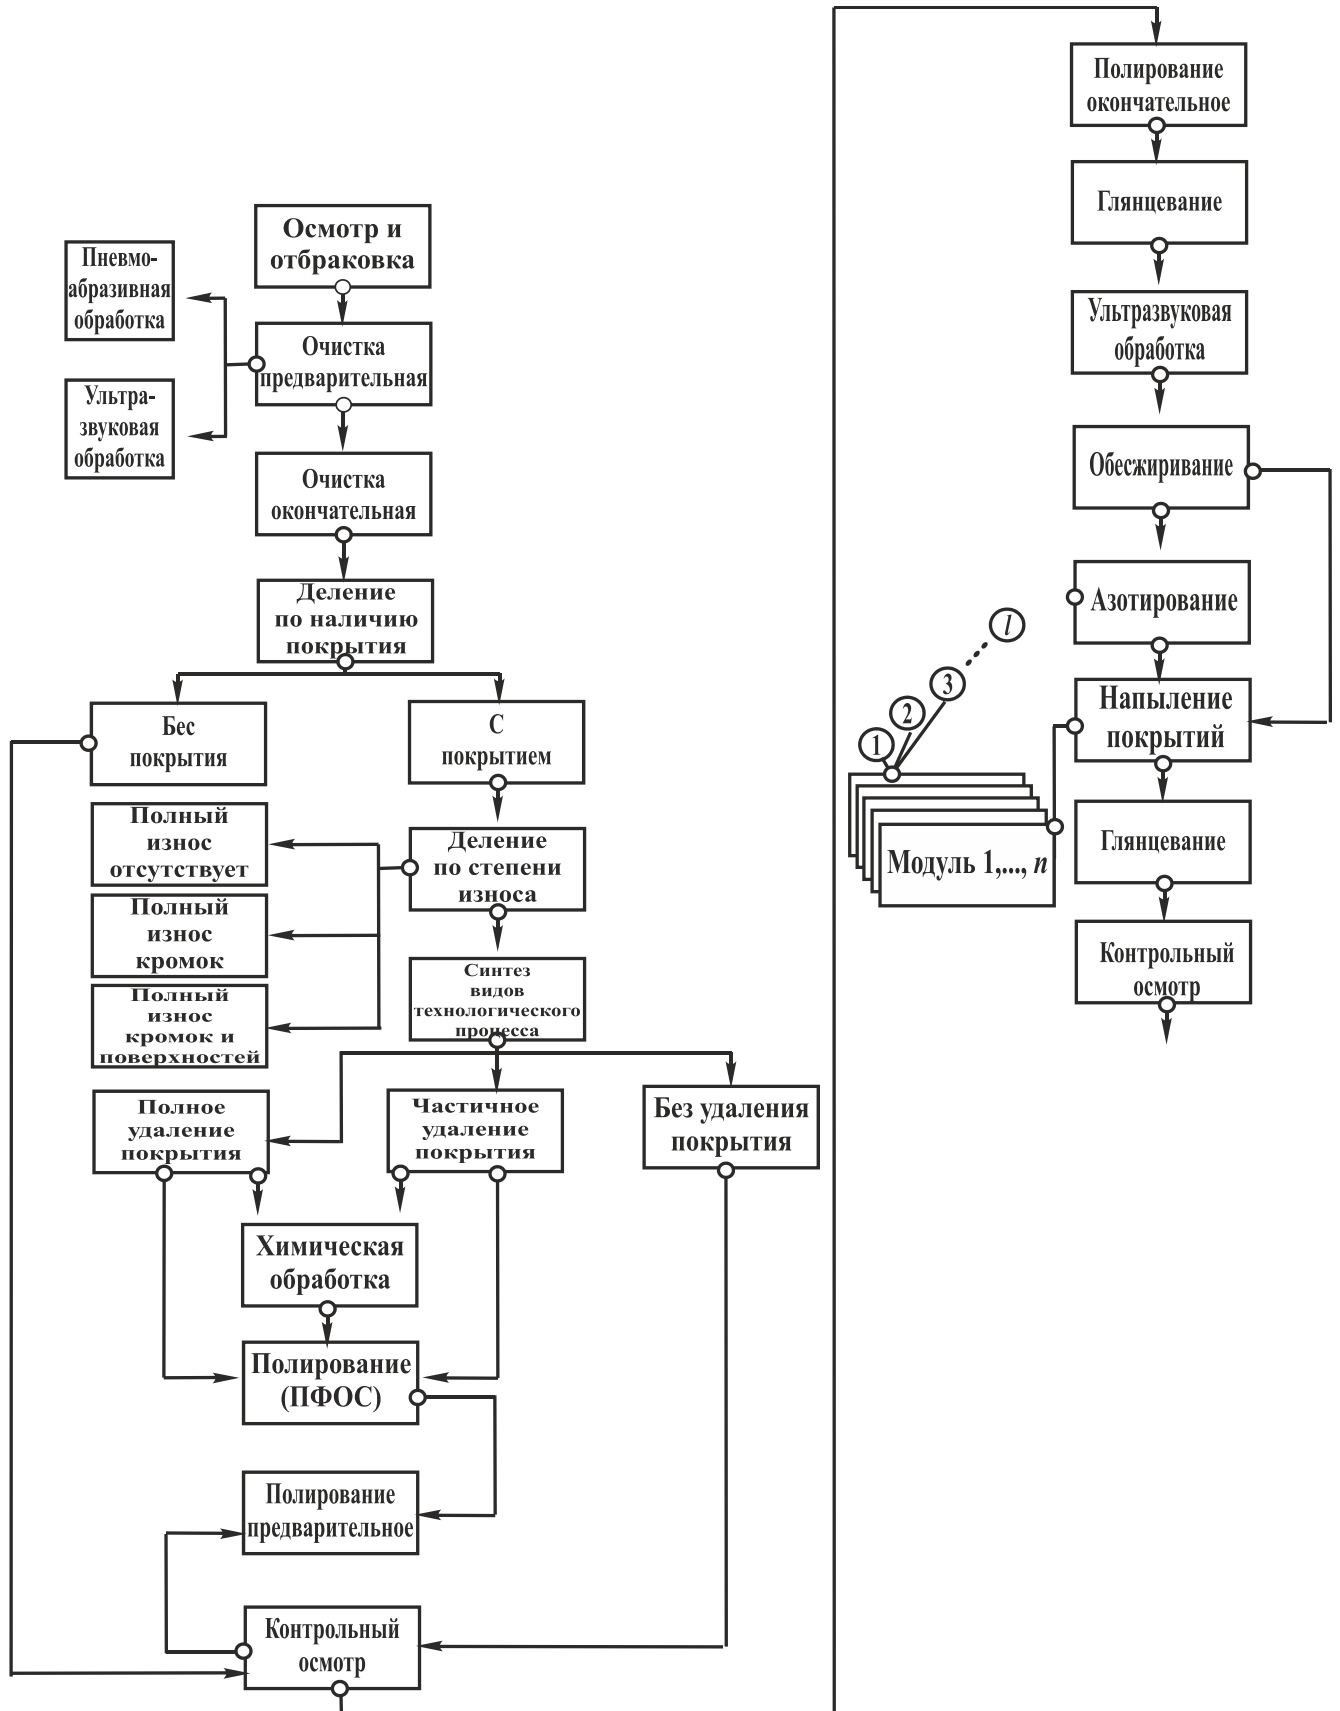 Осмотр и
отбраковка
Пневмо-
абразивная
обработка
Очистка
предварительная
Ультра-
звуковая
обработка
Очистка
окончательная
Деление
по наличию
покрытия
Бес
покрытия
С
покрытием
Полный
износ
отсутствует
Деление
по степени
износа
Полный
износ
кромок
Синтез
видов
технологического
процесса
Полный
износ
кромок и
поверхностей
Полное
удаление
покрытия
Частичное
удаление
покрытия
Без удаления
покрытия
Химическая
обработка
Полирование
(ПФОС)
Полирование
предварительное
Контрольный
осмотр
Полирование
окончательное
Глянцевание
Ультразвуковая
обработка
Обесжиривание
Азотирование
Напыление
покрытий
1
2
3
l
Модуль 1,..., n
Глянцевание
Контрольный
осмотр